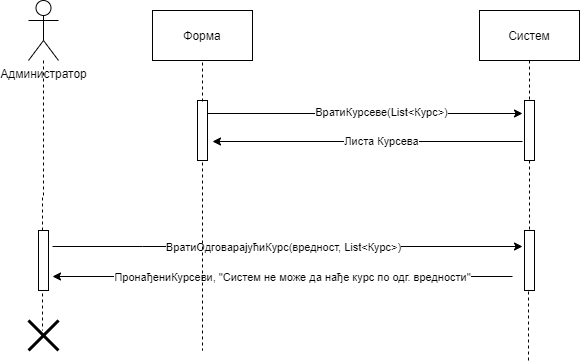 Форма
Систем
Администратор
ВратиКурсеве(List<Курс>)
Листа Курсева
ВратиОдговарајућиКурс(вредност, List<Курс>)
ПронађениКурсеви, "Систем не може да нађе курс по одг. вредности"